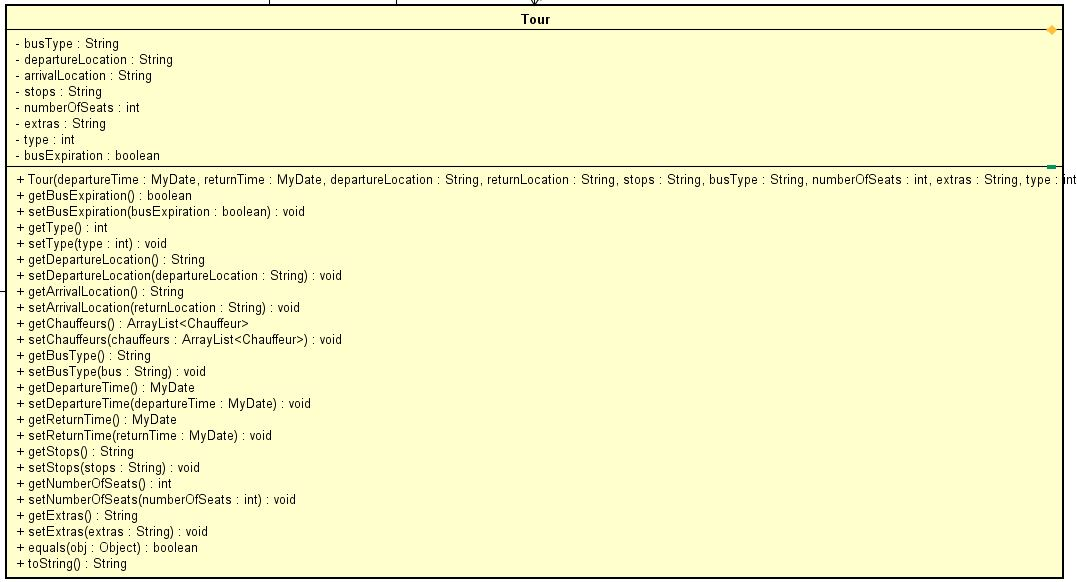 Tour
- busType : String
- departureLocation : String
- arrivalLocation : String
- stops : String
- numberOfSeats : int
- extras : String
- type : int
- busExpiration : boolean
+ Tour(departureTime : MyDate, returnTime : MyDate, departureLocation : String, returnLocation : String, stops : String, busType : String, numberOfSeats : int, extras : String, type : int
+ getBusExpiration() : boolean
+ setBusExpiration(busExpiration : boolean) : void
+ getType() : int
+ setType(type : int) : void
+ getDepartureLocation() : String
+ setDepartureLocation(departureLocation : String) : void
+ getArrivalLocation() : String
+ setArrivalLocation(returnLocation : String) : void
+ getChauffeurs() : ArrayList<Chauffeur>
+ setChauffeurs(chauffeurs : ArrayList<Chauffeur>) : void
+ getBusType() : String
+ setBusType(bus : String) : void
+ getDepartureTime() : MyDate
+ setDepartureTime(departureTime : MyDate) : void
+ getReturnTime() : MyDate
+ setReturnTime(returnTime : MyDate) : void
+ getStops() : String
+ setStops(stops : String) : void
+ getNumberOfSeats() : int
+ setNumberOfSeats(numberOfSeats : int) : void
+ getExtras() : String
+ setExtras(extras : String) : void
+ equals(obj : Object) : boolean
+ toString() : String